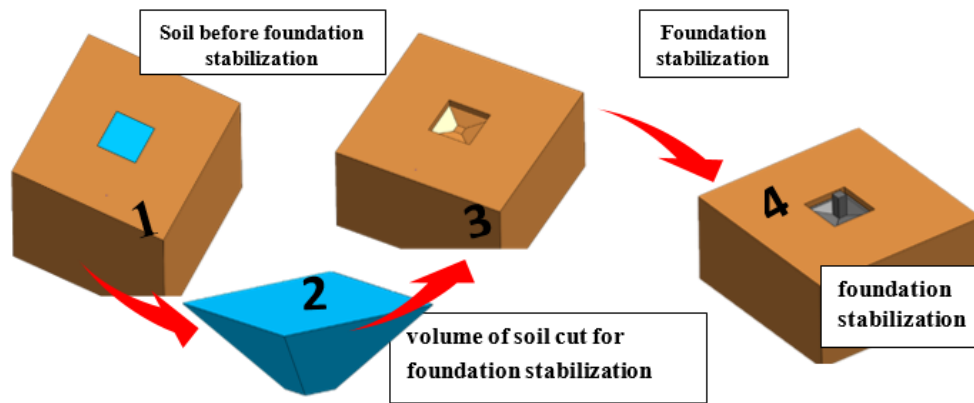 Soil before foundation
stabilization
Foundation
stabilization
1
2
3
4
volume of soil cut for
foundation stabilization
foundation
stabilization